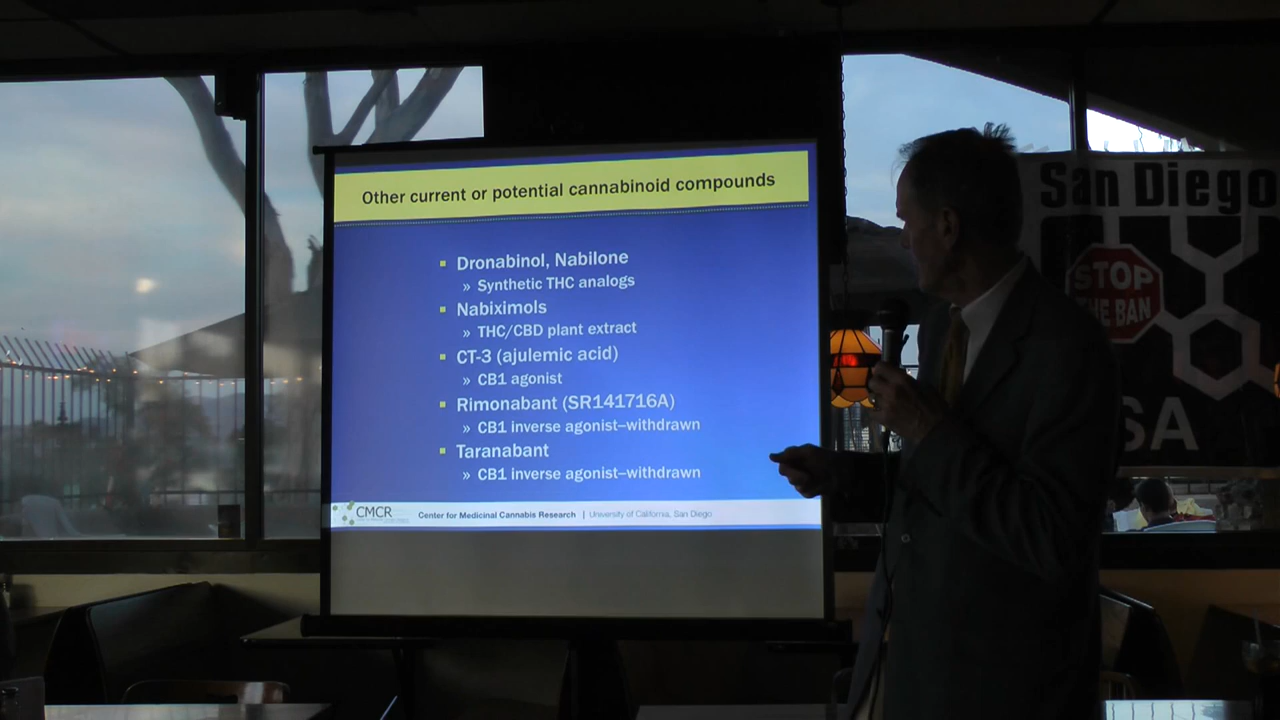 Other current or potential cannabinoid compounds
Dronabinol, Nabilone
» Synthetic THC analogs
Nabiximols
» THC/CBD plant extract
CT-3 (ajulemic acid)
» CB1 agonist
Rimonabant (SR141716A)
» CB1 inverse agonist–withdrawn
Taranabant
» CB1 inverse agonist–withdrawn
CMCR
Center for Medicinal Cannabis Research | University of California, San Diego
San Diego
STOP
THE BAN
SA